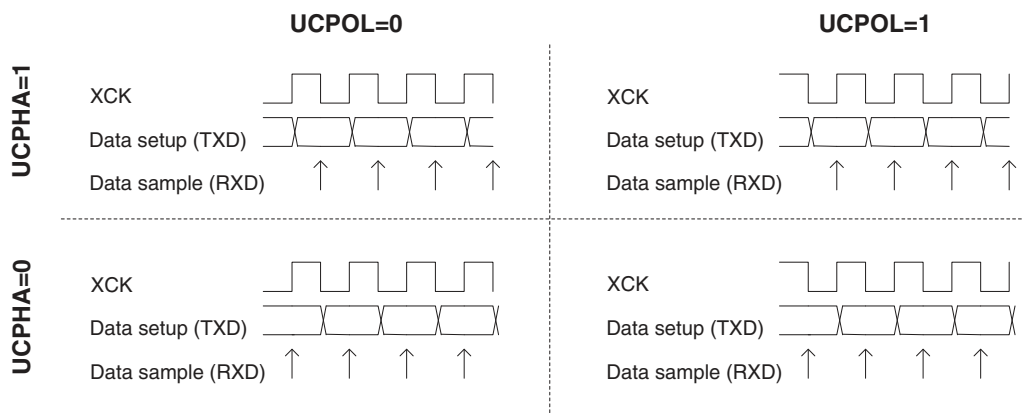 UCPOL=0
UCPOL=1
UCPHA=1
XCK
Data setup (TXD)
Data sample (RXD)
XCK
Data setup (TXD)
Data sample (RXD)
UCPHA=0
XCK
Data setup (TXD)
Data sample (RXD)
XCK
Data setup (TXD)
Data sample (RXD)